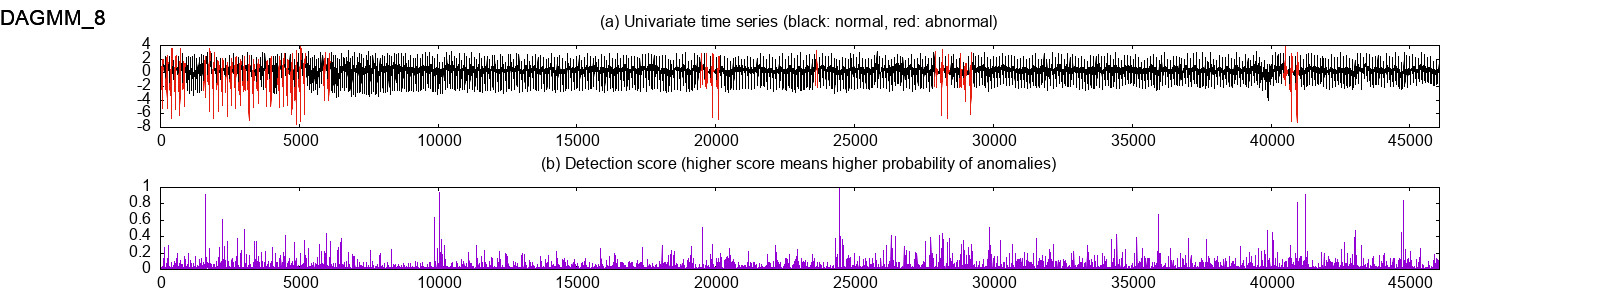 DAGMM_8
(a) Univariate time series (black: normal, red: abnormal)
4
2
0
-2
-4
-6
-8
0 5000 10000 15000 20000 25000 30000 35000 40000 45000
(b) Detection score (higher score means higher probability of anomalies)
1
0.8
0.6
0.4
0.2
0
0 5000 10000 15000 20000 25000 30000 35000 40000 45000